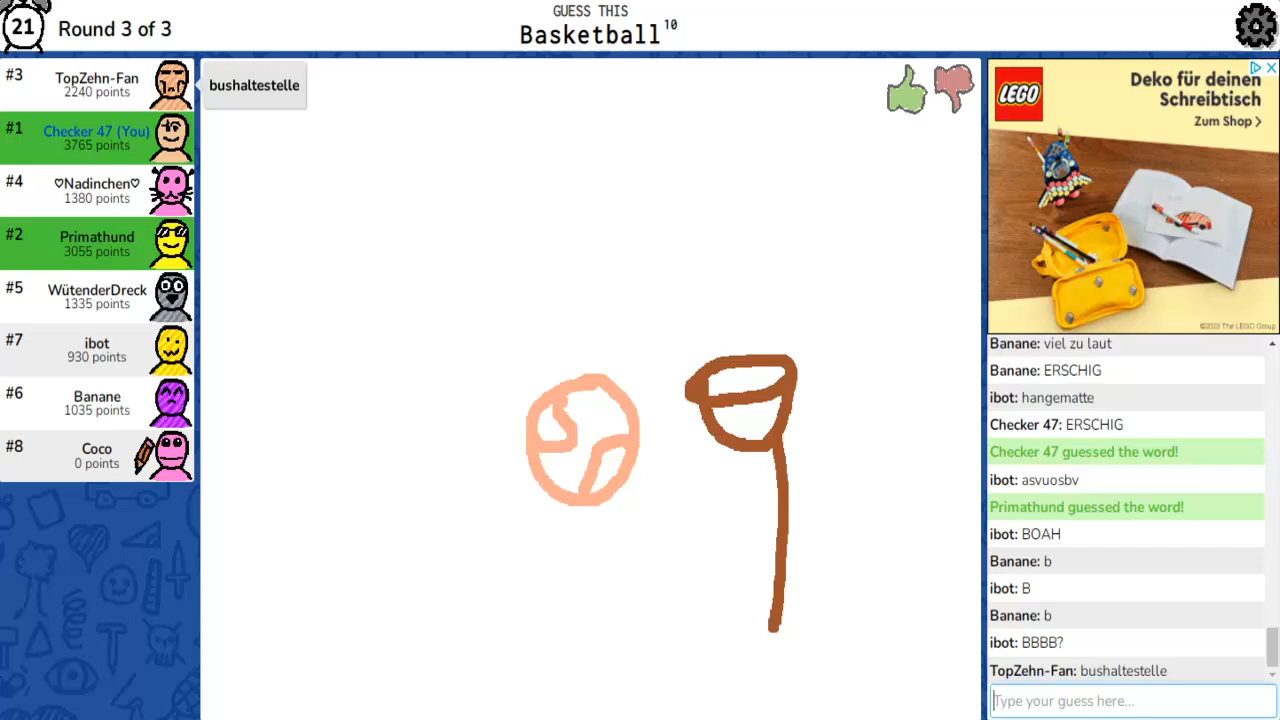 21
Round 3 of 3
GUESS THIS
Basketball 10
#3
TopZehn-Fan
2240 points
#1
Checker 47 (You)
3765 points
#4
♡Nadinchen♡
1380 points
#2
Primathund
3055 points
#5
WütenderDreck
1335 points
#7
ibot
930 points
#6
Banane
1035 points
#8
Coco
0 points
bushaltestelle
LEGO
Deko für deinen
Schreibtisch
Zum Shop >
©2023 The LEGO Group
Banane: viel zu laut
Banane: ERSCHIG
ibot: hangematte
Checker 47: ERSCHIG
Checker 47 guessed the word!
ibot: asvuosbv
Primathund guessed the word!
ibot: BOAH
Banane: b
ibot: B
Banane: b
ibot: BBBB?
TopZehn-Fan: bushaltestelle
Type your guess here...